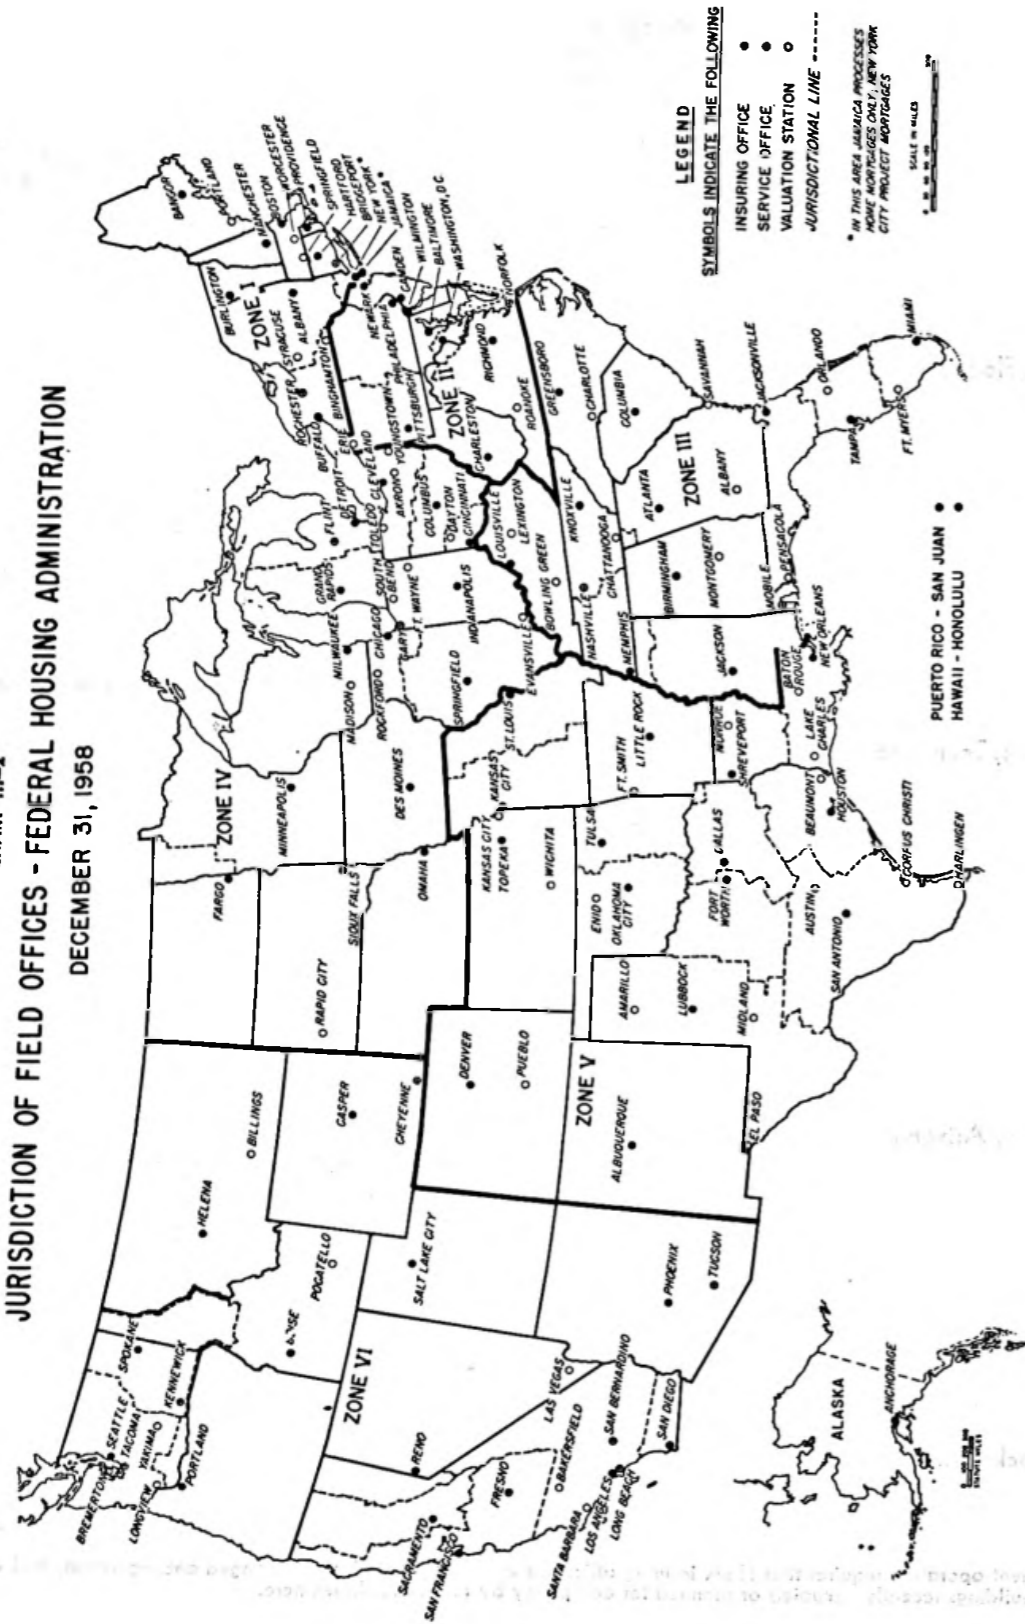 JURISDICTION OF FIELD OFFICES - FEDERAL HOUSING ADMINISTRATION
DECEMBER 31, 1958
ZONE I
BANGOR
PORTLAND
MANCHESTER
BOSTON
WORCESTER
PROVIDENCE
SPRINGFIELD
HARTFORD
BRIDGEPORT
NEW YORK *
JAMAICA *
BURLINGTON
ALBANY
SYRACUSE
ROCHESTER
BINGHAMTON
BUFFALO
ZONE II
NEWARK
CAMDEN
PHILADELPHIA
WILMINGTON
BALTIMORE
WASHINGTON, D.C
NORFOLK
ERIE
PITTSBURGH
YOUNGSTOWN
RICHMOND
ROANOKE
CHARLESTON
CLEVELAND
AKRON
COLUMBUS
DAYTON
CINCINNATI
TOLEDO
ZONE III
GREENSBORO
CHARLOTTE
COLUMBIA
SAVANNAH
JACKSONVILLE
ORLANDO
MIAMI
TAMPA
FT. MYERS
ATLANTA
ALBANY
KNOXVILLE
CHATTANOOGA
NASHVILLE
MEMPHIS
LOUISVILLE
LEXINGTON
BOWLING GREEN
BIRMINGHAM
MONTGOMERY
MOBILE
PENSACOLA
JACKSON
ZONE IV
DETROIT
FLINT
GRAND RAPIDS
SOUTH BEND
FT. WAYNE
GARY
INDIANAPOLIS
EVANSVILLE
MILWAUKEE
CHICAGO
MADISON
ROCKFORD
SPRINGFIELD
MINNEAPOLIS
DES MOINES
FARGO
SIOUX FALLS
OMAHA
RAPID CITY
ZONE V
ST. LOUIS
KANSAS CITY
KANSAS CITY
TOPEKA
WICHITA
FT. SMITH
LITTLE ROCK
TULSA
ENID
OKLAHOMA CITY
MONROE
SHREVEPORT
BATON ROUGE
NEW ORLEANS
LAKE CHARLES
BEAUMONT
HOUSTON
DALLAS
FORT WORTH
AUSTIN
SAN ANTONIO
CORPUS CHRISTI
HARLINGEN
AMARILLO
LUBBOCK
MIDLAND
EL PASO
DENVER
PUEBLO
ALBUQUERQUE
ZONE VI
BILLINGS
HELENA
CASPER
CHEYENNE
POCATELLO
SALT LAKE CITY
PHOENIX
TUCSON
SPOKANE
KENNEWICK
SEATTLE
TACOMA
YAKIMA
BREMERTON
LONGVIEW
PORTLAND
RENO
LAS VEGAS
SACRAMENTO
SAN FRANCISCO
FRESNO
BAKERSFIELD
SAN BERNARDINO
SANTA BARBARA
LOS ANGELES
LONG BEACH
SAN DIEGO
ALASKA
ANCHORAGE
STATUTE MILES
PUERTO RICO - SAN JUAN
HAWAII - HONOLULU
LEGEND
SYMBOLS INDICATE THE FOLLOWING
INSURING OFFICE
SERVICE OFFICE
VALUATION STATION
JURISDICTIONAL LINE
* IN THIS AREA JAMAICA PROCESSES
HOME MORTGAGES ONLY; NEW YORK
CITY PROJECT MORTGAGES
SCALE IN MILES